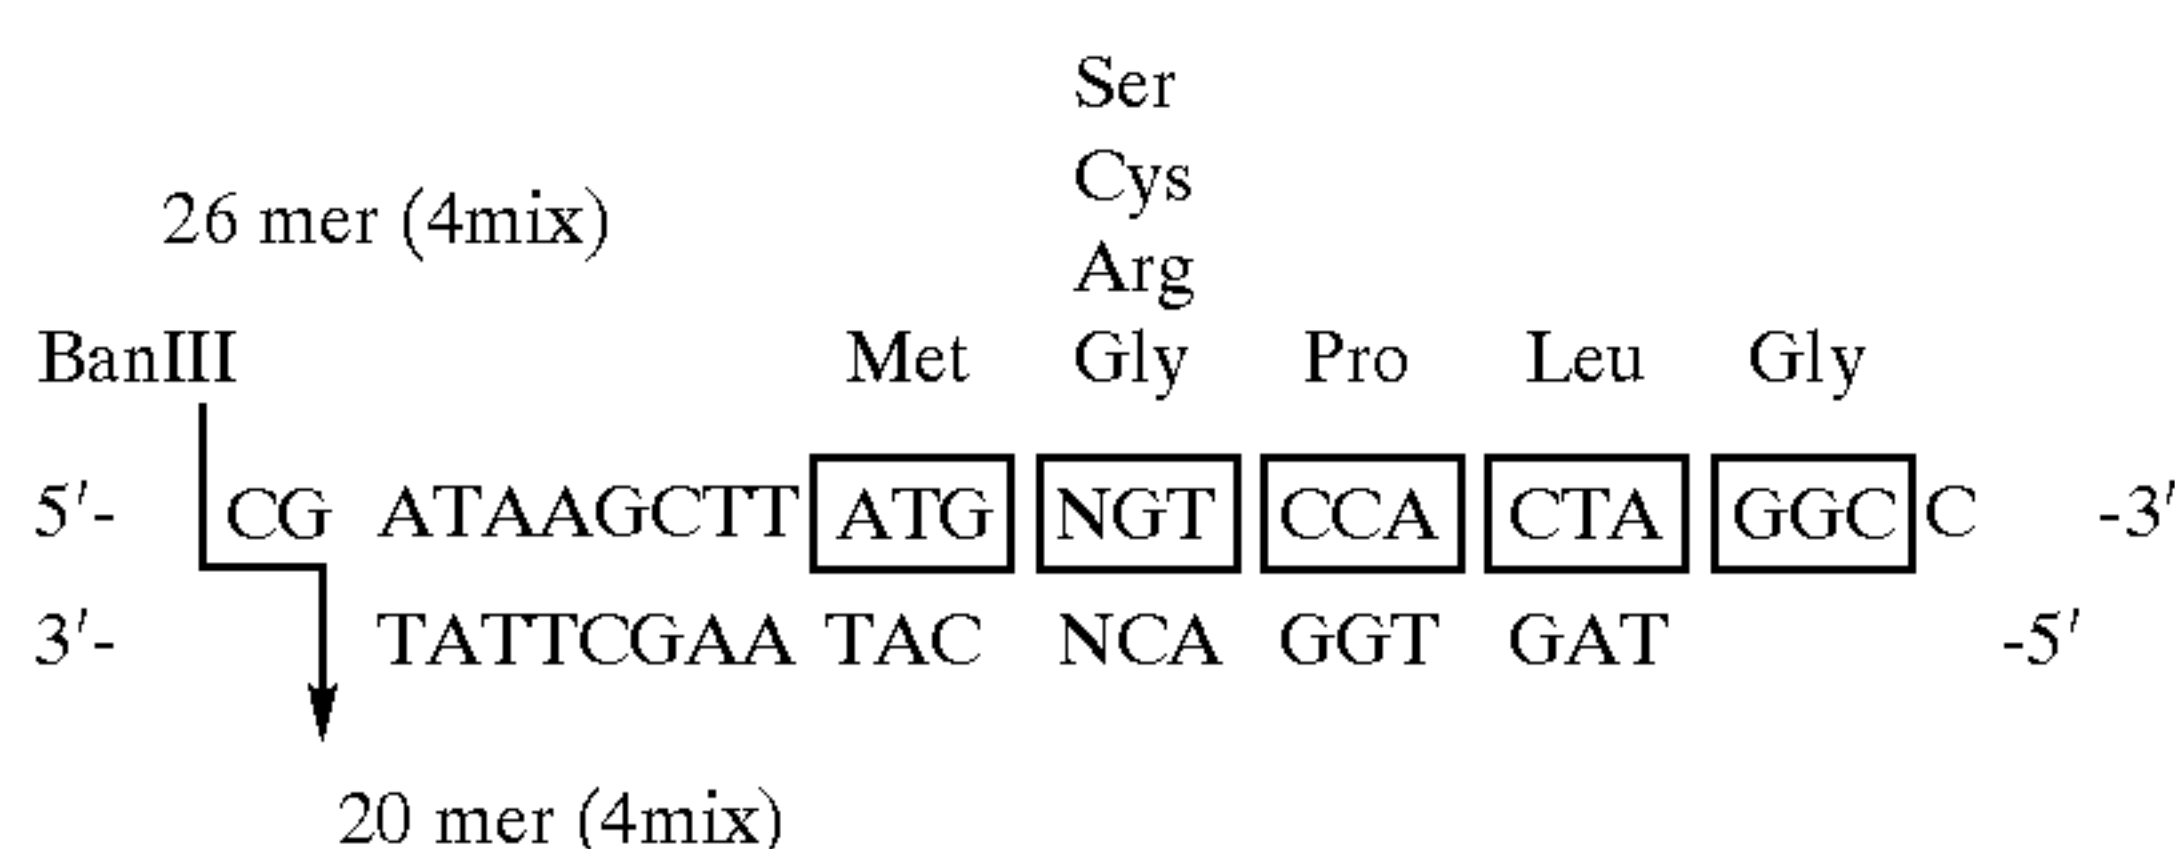 Ser
Cys
26 mer (4mix)
Arg
BanIII Met Gly Pro Leu Gly
5′- CG ATAAGCTT ATG NGT CCA CTA GGC C -3′
3′- TATTCGAA TAC NCA GGT GAT -5′
20 mer (4mix)